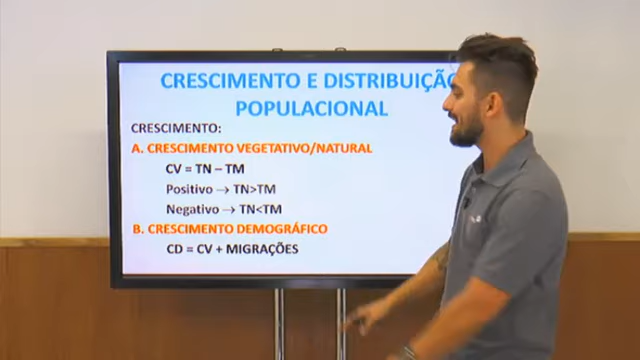 CRESCIMENTO E DISTRIBUIÇÃO
POPULACIONAL
CRESCIMENTO:
A. CRESCIMENTO VEGETATIVO/NATURAL
CV = TN – TM
Positivo → TN>TM
Negativo → TN<TM
B. CRESCIMENTO DEMOGRÁFICO
CD = CV + MIGRAÇÕES